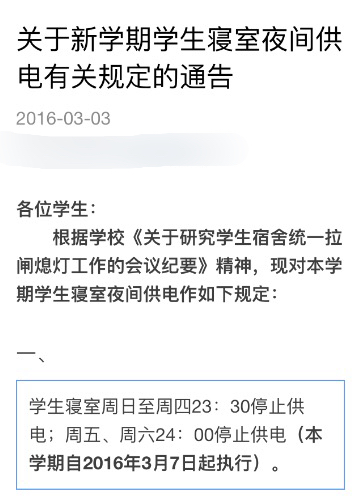 关于新学期学生寝室夜间供
电有关规定的通告
2016-03-03
各位学生：
根据学校《关于研究学生宿舍统一拉
闸熄灯工作的会议纪要》精神，现对本学
期学生寝室夜间供电作如下规定：
一、
学生寝室周日至周四23：30停止供
电；周五、周六24：00停止供电（本
学期自2016年3月7日起执行）。